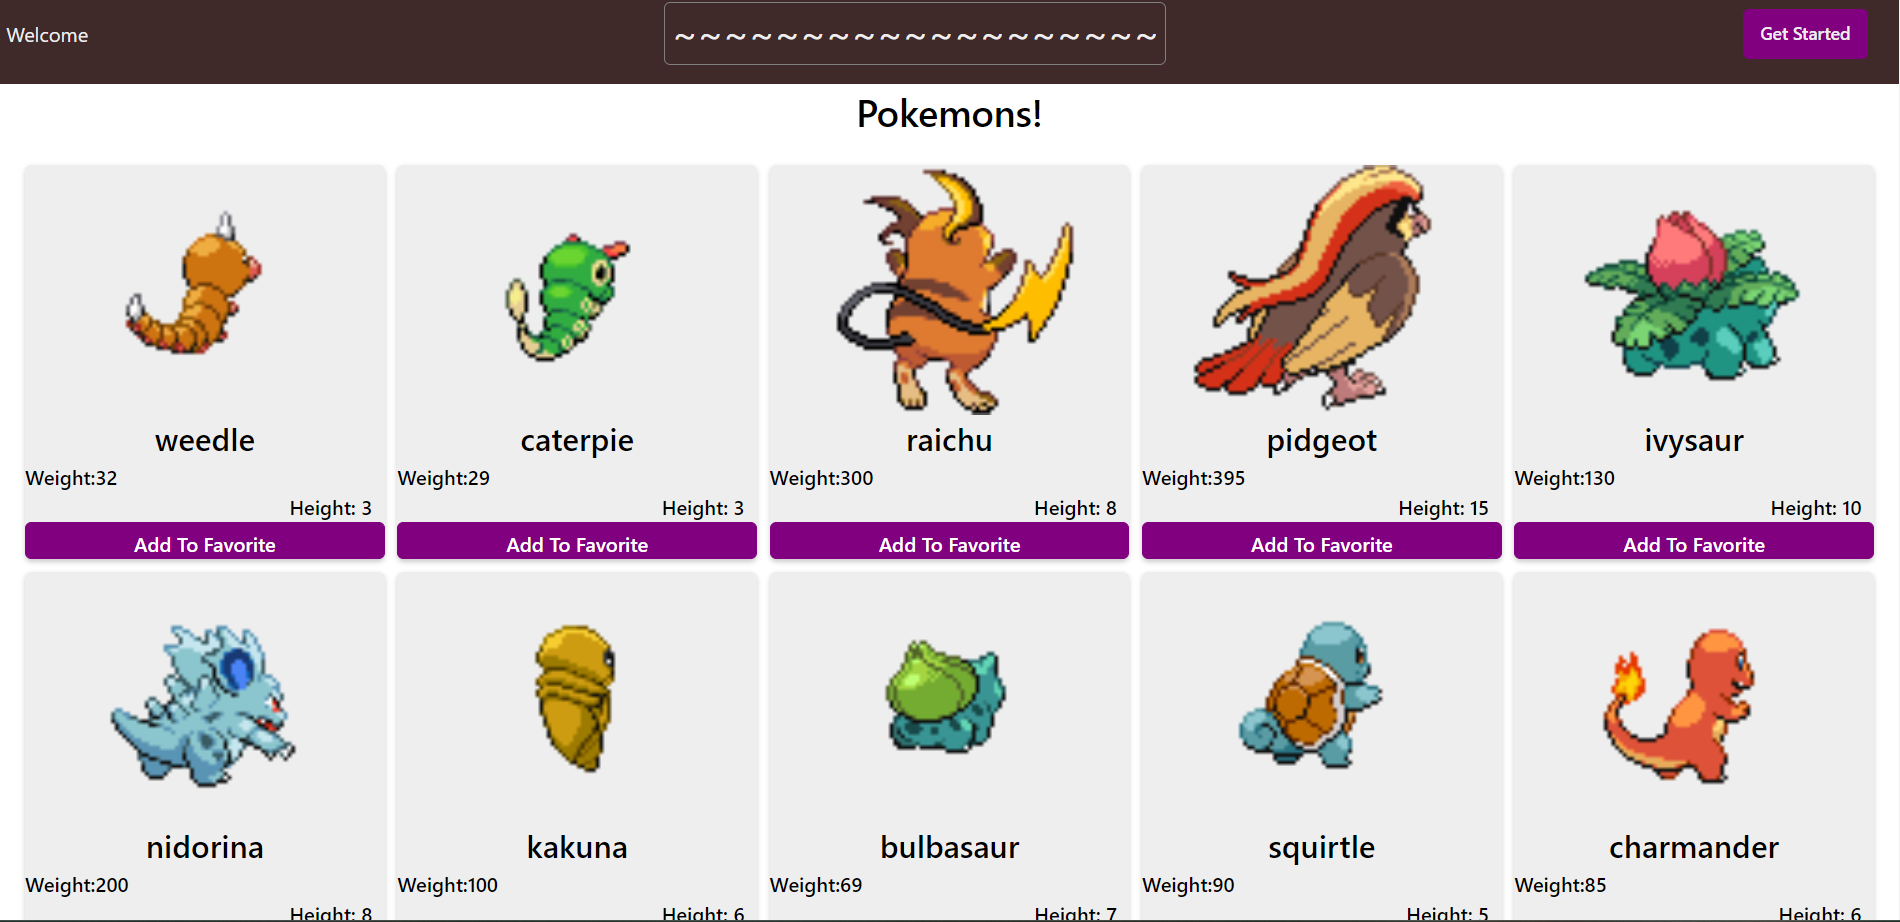 Welcome
~~~~~~~~~~~~~~~~~~~
Get Started
Pokemons!
weedle
Weight:32
Height: 3
Add To Favorite
caterpie
Weight:29
Height: 3
Add To Favorite
raichu
Weight:300
Height: 8
Add To Favorite
pidgeot
Weight:395
Height: 15
Add To Favorite
ivysaur
Weight:130
Height: 10
Add To Favorite
nidorina
Weight:200
Height: 8
kakuna
Weight:100
Height: 6
bulbasaur
Weight:69
Height: 7
squirtle
Weight:90
Height: 5
charmander
Weight:85
Height: 6